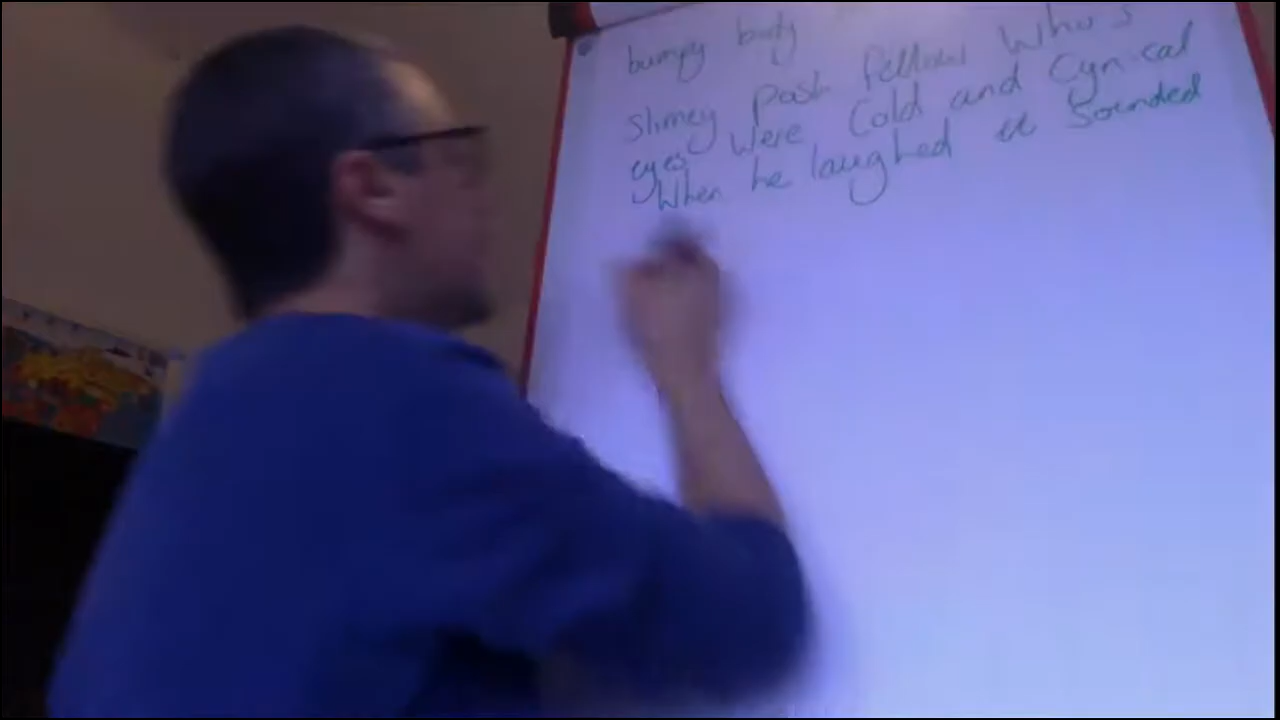 bumpy body
slimey posh fellow who's
eyes were cold and cynical
When he laughed it sounded